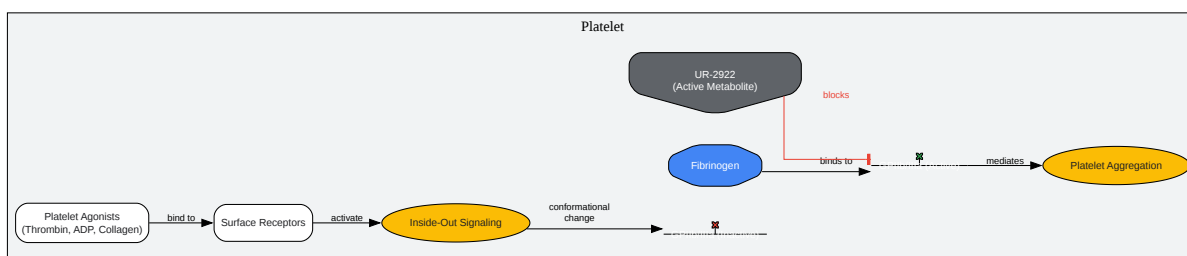 Platelet
UR-2922
(Active Metabolite)
blocks
Fibrinogen
binds to
mediates
Platelet Aggregation
Platelet Agonists
(Thrombin, ADP, Collagen)
bind to
Surface Receptors
activate
Inside-Out Signaling
conformational
change